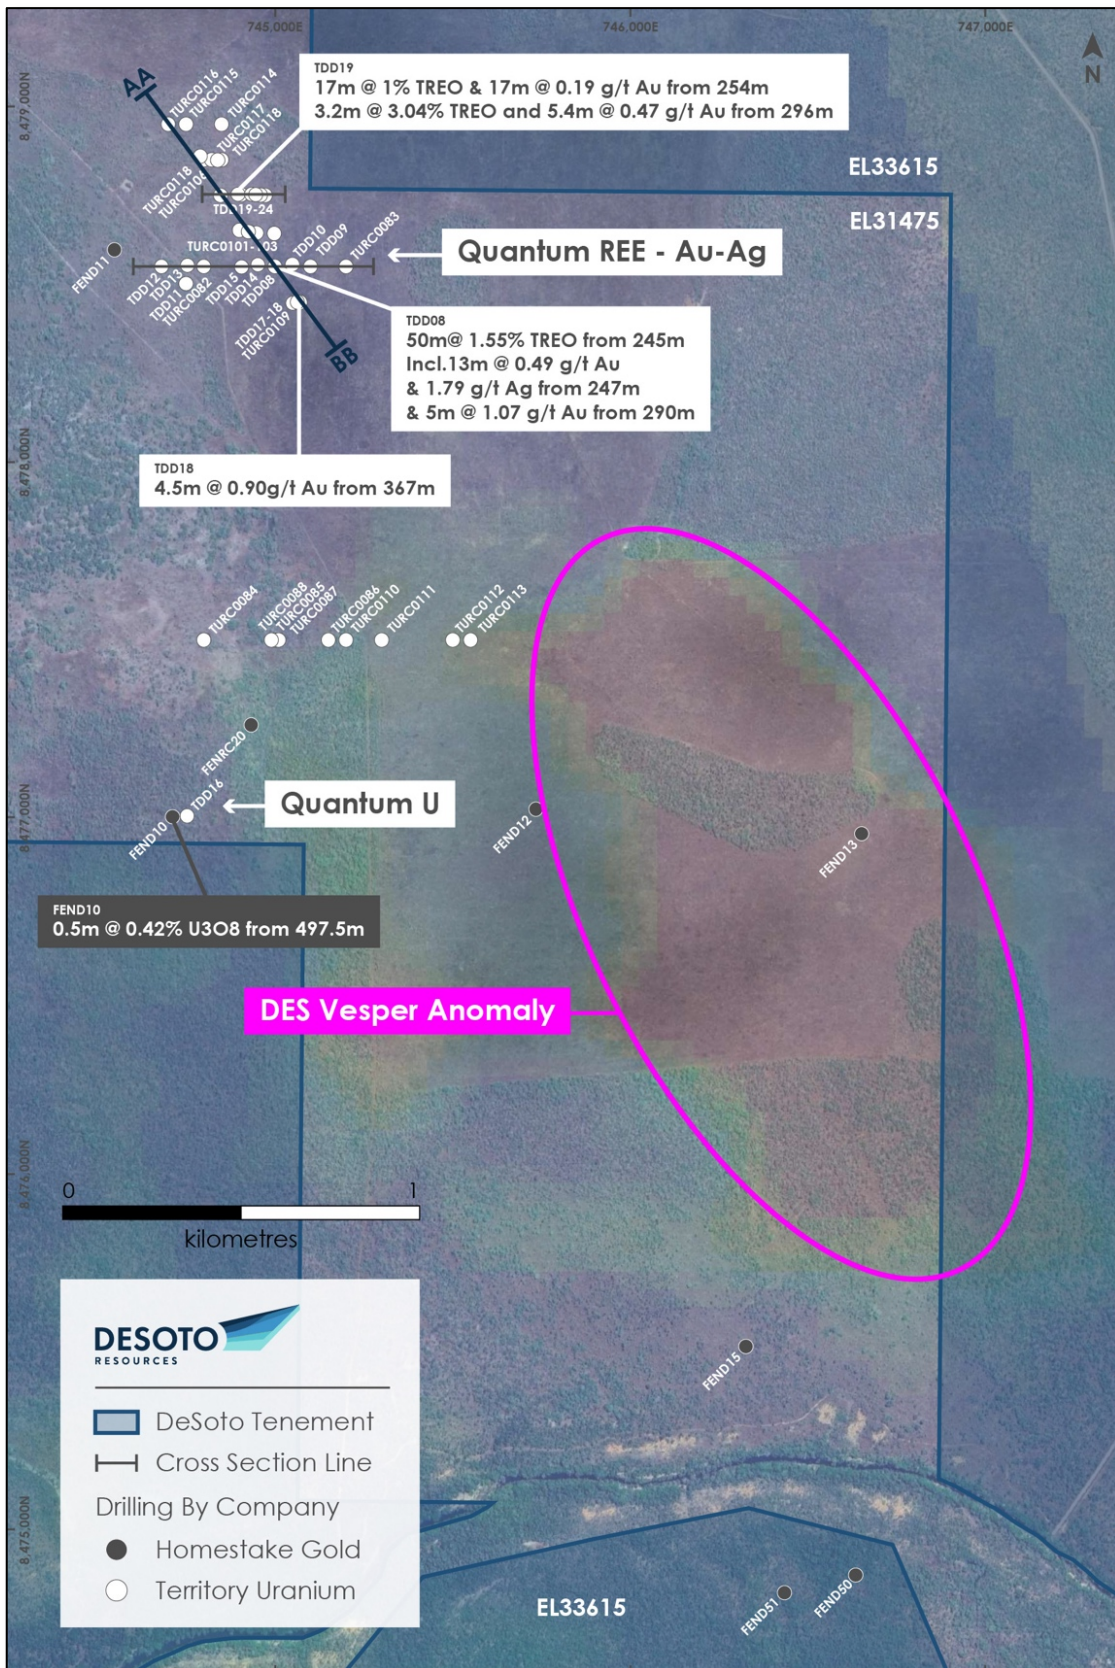 745,000E
746,000E
747,000E
N
8,479,000N
8,478,000N
8,477,000N
8,476,000N
8,475,000N
AA
TURC0116
TURC0115
TURC0114
TURC0117
TURC0118
TURC0118
TURC0106
TDD19
17m @ 1% TREO & 17m @ 0.19 g/t Au from 254m
3.2m @ 3.04% TREO and 5.4m @ 0.47 g/t Au from 296m
EL33615
EL31475
TDD19-24
TURC0101-103
FEND11
TDD12
TDD13
TDD11
TURC0082
TDD15
TDD14
TDD08
TDD10
TDD09
TURC0083
Quantum REE - Au-Ag
TDD17-18
TURC0109
BB
TDD08
50m@ 1.55% TREO from 245m
Incl.13m @ 0.49 g/t Au
& 1.79 g/t Ag from 247m
& 5m @ 1.07 g/t Au from 290m
TDD18
4.5m @ 0.90g/t Au from 367m
TURC0084
TURC0088
TURC0085
TURC0087
TURC0086
TURC0110
TURC0111
TURC0112
TURC0113
FENRC20
FEND10
TDD16
Quantum U
FEND12
FEND13
FEND10
0.5m @ 0.42% U3O8 from 497.5m
DES Vesper Anomaly
0 1
kilometres
DESOTO
RESOURCES
DeSoto Tenement
Cross Section Line
Drilling By Company
Homestake Gold
Territory Uranium
FEND15
FEND51
FEND50
EL33615